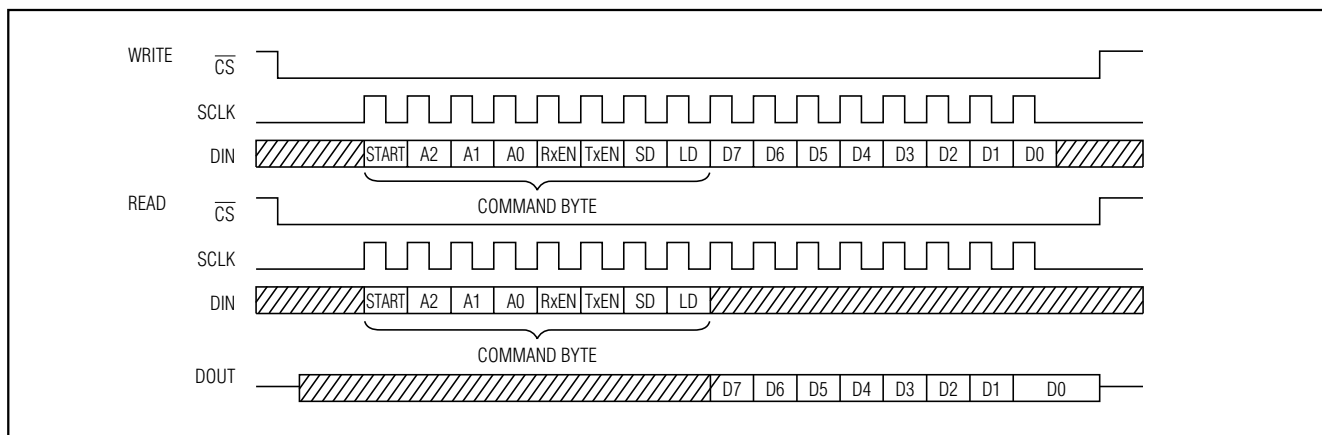 WRITE C̅S̅
SCLK
DIN START A2 A1 A0 RxEN TxEN SD LD D7 D6 D5 D4 D3 D2 D1 D0
COMMAND BYTE
READ C̅S̅
SCLK
DIN START A2 A1 A0 RxEN TxEN SD LD
COMMAND BYTE
DOUT D7 D6 D5 D4 D3 D2 D1 D0